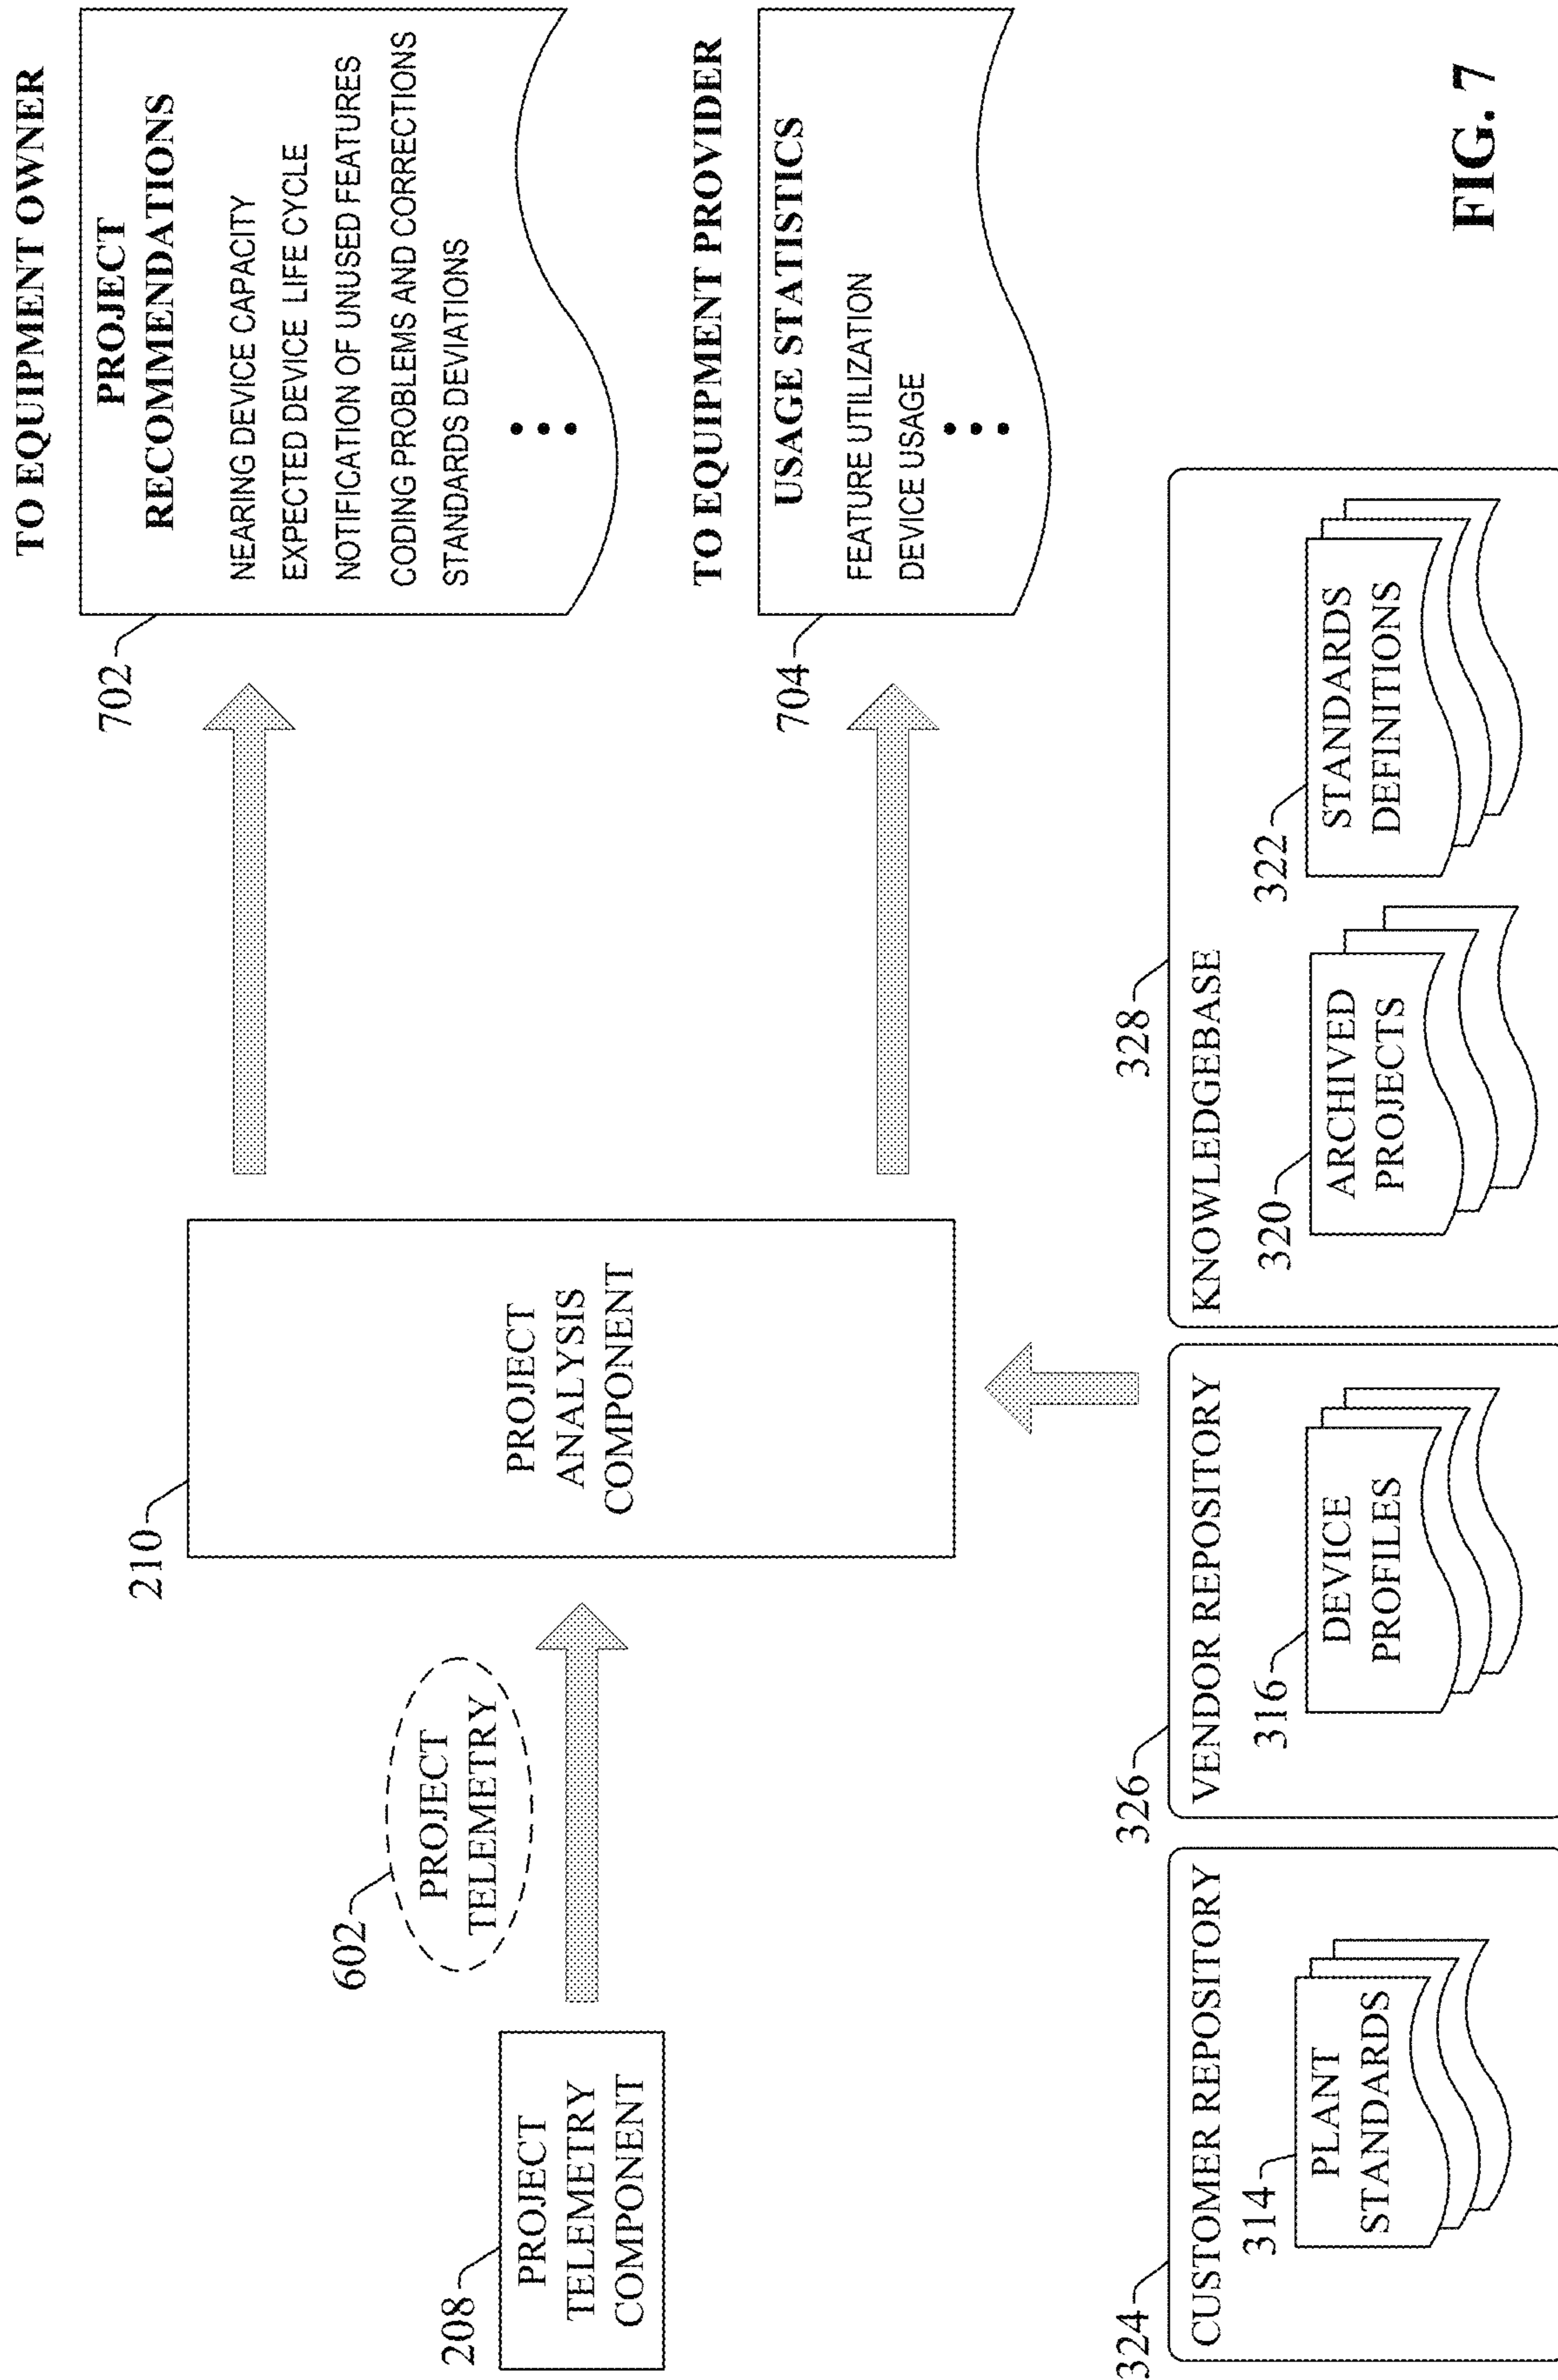 TO EQUIPMENT OWNER
702
PROJECT
RECOMMENDATIONS
NEARING DEVICE CAPACITY
EXPECTED DEVICE LIFE CYCLE
NOTIFICATION OF UNUSED FEATURES
CODING PROBLEMS AND CORRECTIONS
STANDARDS DEVIATIONS
TO EQUIPMENT PROVIDER
704
USAGE STATISTICS
FEATURE UTILIZATION
DEVICE USAGE
210
PROJECT
ANALYSIS
COMPONENT
602
PROJECT
TELEMETRY
208
PROJECT
TELEMETRY
COMPONENT
324
CUSTOMER REPOSITORY
314
PLANT
STANDARDS
326
VENDOR REPOSITORY
316
DEVICE
PROFILES
328
KNOWLEDGEBASE
320
ARCHIVED
PROJECTS
322
STANDARDS
DEFINITIONS
FIG. 7